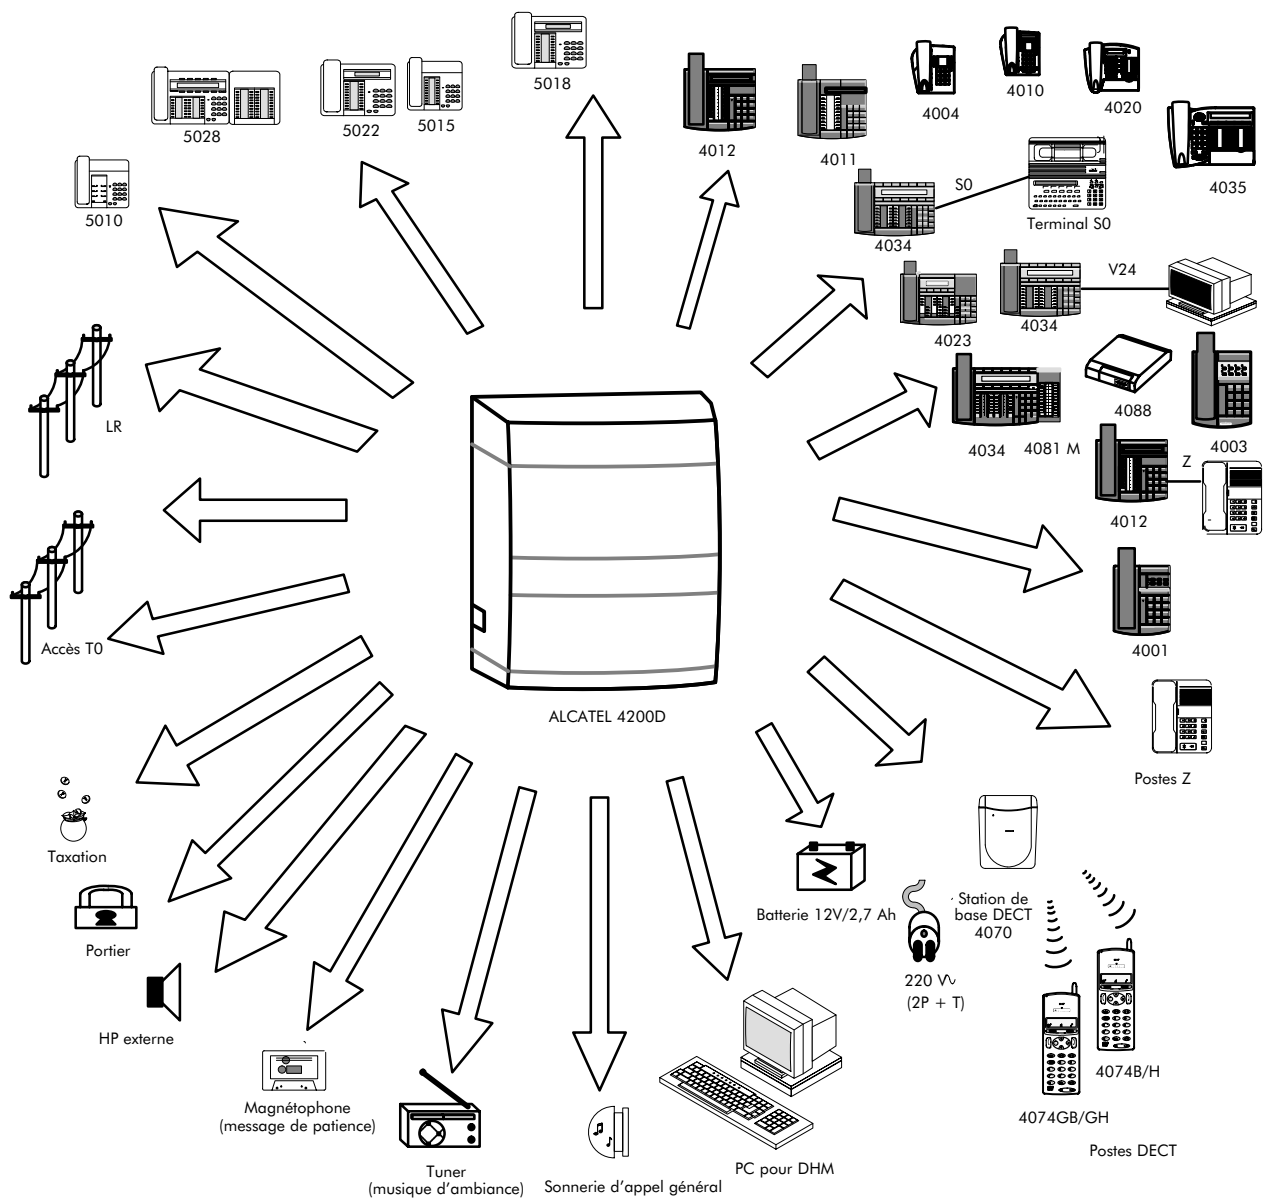 5018
5028
5022
5015
4012
4011
4004
4010
4020
4035
5010
S0
Terminal S0
4034
V24
4023
4034
4088
4003
LR
4034
4081 M
Z
4012
4001
Accès T0
ALCATEL 4200D
Postes Z
Taxation
Portier
HP externe
Batterie 12V/2,7 Ah
Station de
base DECT
4070
220 V∿
(2P + T)
4074B/H
4074GB/GH
Postes DECT
Magnétophone
(message de patience)
Tuner
(musique d'ambiance)
Sonnerie d'appel général
PC pour DHM